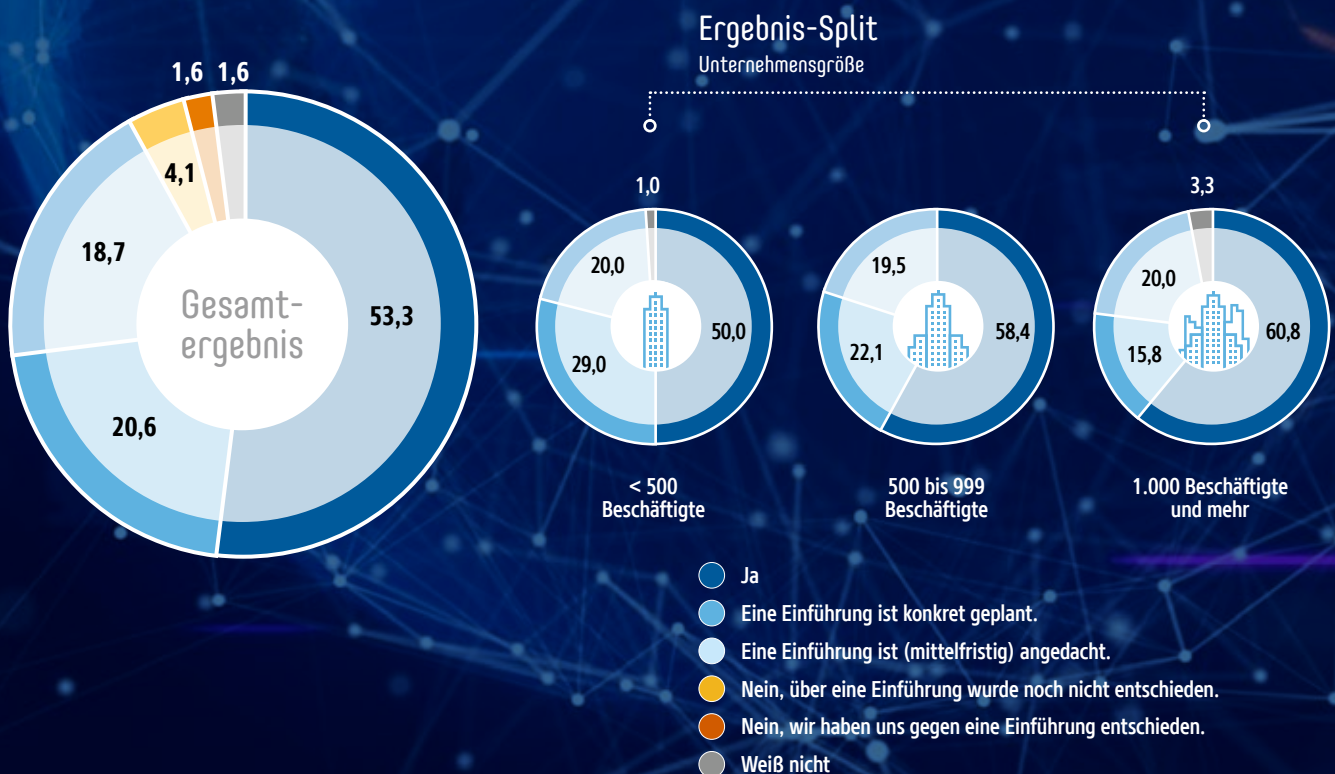 Ergebnis-Split
Unternehmensgröße
1,6 1,6
4,1
18,7
53,3
20,6
Gesamt-
ergebnis
1,0
20,0
50,0
29,0
< 500
Beschäftigte
19,5
58,4
22,1
500 bis 999
Beschäftigte
3,3
20,0
60,8
15,8
1.000 Beschäftigte
und mehr
Ja
Eine Einführung ist konkret geplant.
Eine Einführung ist (mittelfristig) angedacht.
Nein, über eine Einführung wurde noch nicht entschieden.
Nein, wir haben uns gegen eine Einführung entschieden.
Weiß nicht